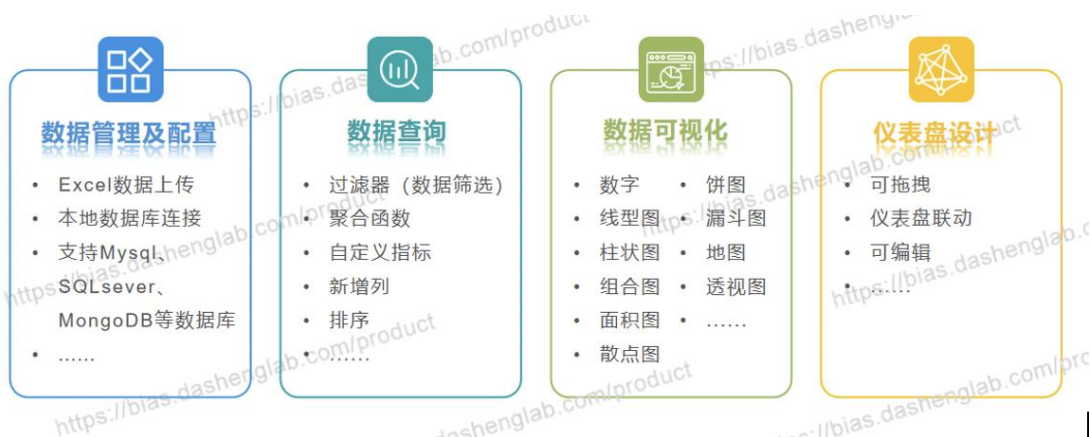 数据管理及配置
• Excel数据上传
• 本地数据库连接
• 支持Mysql、
SQLsever、
MongoDB等数据库
• ......
数据查询
• 过滤器（数据筛选）
• 聚合函数
• 自定义指标
• 新增列
• 排序
• ......
数据可视化
• 数字
• 线型图
• 柱状图
• 组合图
• 面积图
• 散点图
• 饼图
• 漏斗图
• 地图
• 透视图
• ......
仪表盘设计
• 可拖拽
• 仪表盘联动
• 可编辑
• ......
https://bias.dashenglab.com/product